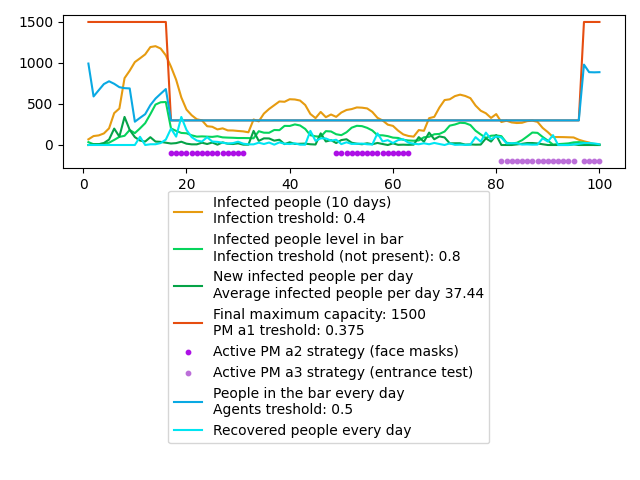 1500
1000
500
0
0 20 40 60 80 100
Infected people (10 days)
Infection treshold: 0.4
Infected people level in bar
Infection treshold (not present): 0.8
New infected people per day
Average infected people per day 37.44
Final maximum capacity: 1500
PM a1 treshold: 0.375
Active PM a2 strategy (face masks)
Active PM a3 strategy (entrance test)
People in the bar every day
Agents treshold: 0.5
Recovered people every day